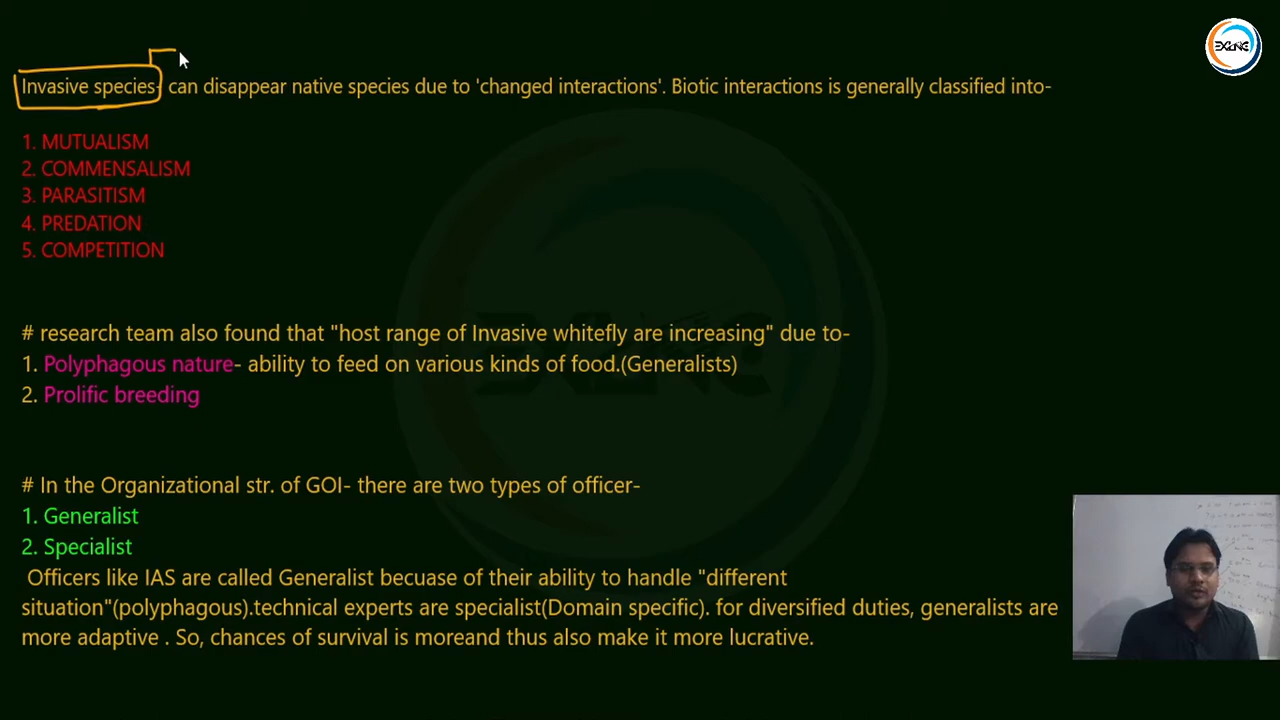 EXLNC
Invasive species- can disappear native species due to 'changed interactions'. Biotic interactions is generally classified into-
1. MUTUALISM
2. COMMENSALISM
3. PARASITISM
4. PREDATION
5. COMPETITION
# research team also found that "host range of Invasive whitefly are increasing" due to-
1. Polyphagous nature- ability to feed on various kinds of food.(Generalists)
2. Prolific breeding
# In the Organizational str. of GOI- there are two types of officer-
1. Generalist
2. Specialist
Officers like IAS are called Generalist becuase of their ability to handle "different
situation"(polyphagous).technical experts are specialist(Domain specific). for diversified duties, generalists are
more adaptive . So, chances of survival is moreand thus also make it more lucrative.